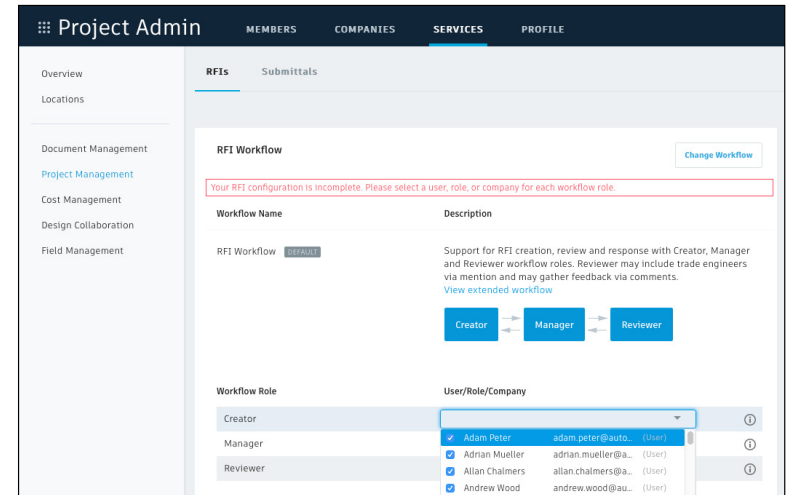 Project Admin MEMBERS COMPANIES SERVICES PROFILE
Overview
Locations
Document Management
Project Management
Cost Management
Design Collaboration
Field Management
RFIs Submittals
RFI Workflow
Change Workflow
Your RFI configuration is incomplete. Please select a user, role, or company for each workflow role.
Workflow Name Description
RFI Workflow DEFAULT
Support for RFI creation, review and response with Creator, Manager
and Reviewer workflow roles. Reviewer may include trade engineers
via mention and may gather feedback via comments.
View extended workflow
Creator Manager Reviewer
Workflow Role User/Role/Company
Creator
Manager
Reviewer
Adam Peter adam.peter@auto... (User)
Adrian Mueller adrian.mueller@a... (User)
Allan Chalmers allan.chalmers@a... (User)
Andrew Wood andrew.wood@au... (User)